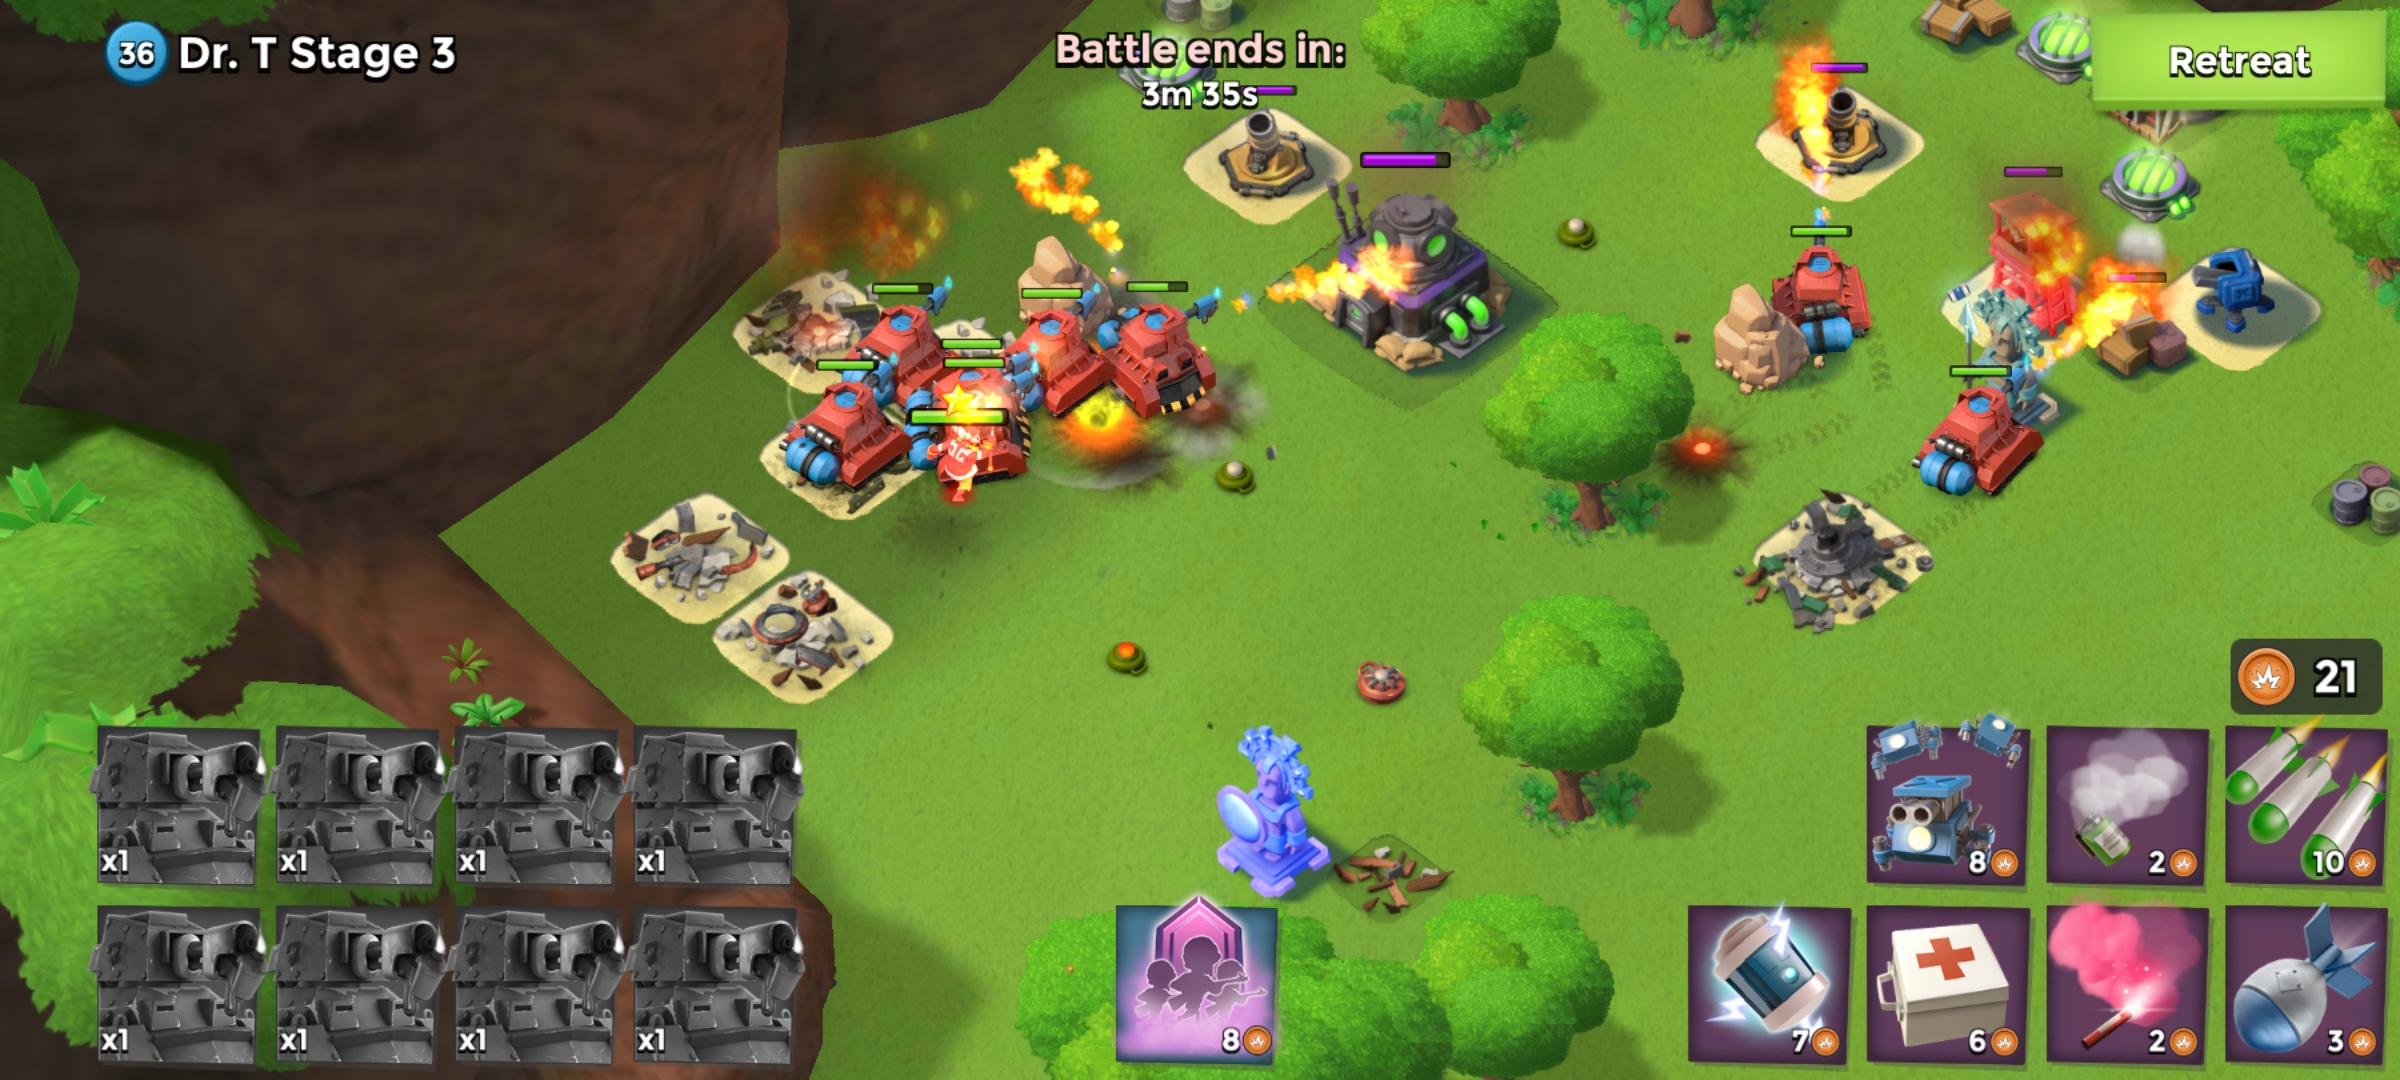 36 Dr. T Stage 3
Battle ends in:
3m 35s
Retreat
21
x1 x1 x1 x1
8 2 10
x1 x1 x1 x1
8 7 6 2 3